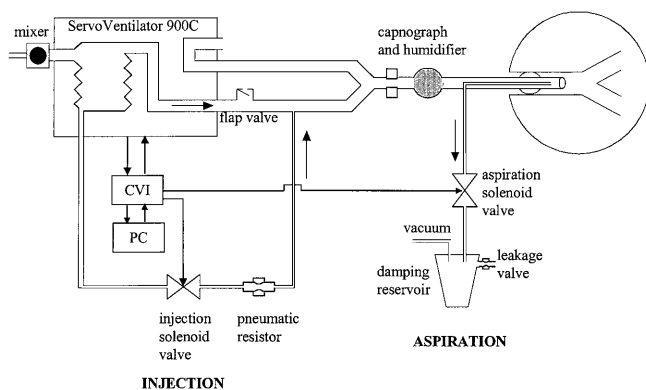 ServoVentilator 900C
mixer
capnograph
and humidifier
flap valve
CVI
PC
aspiration
solenoid
valve
vacuum
leakage
valve
damping
reservoir
injection
solenoid
valve
pneumatic
resistor
ASPIRATION
INJECTION